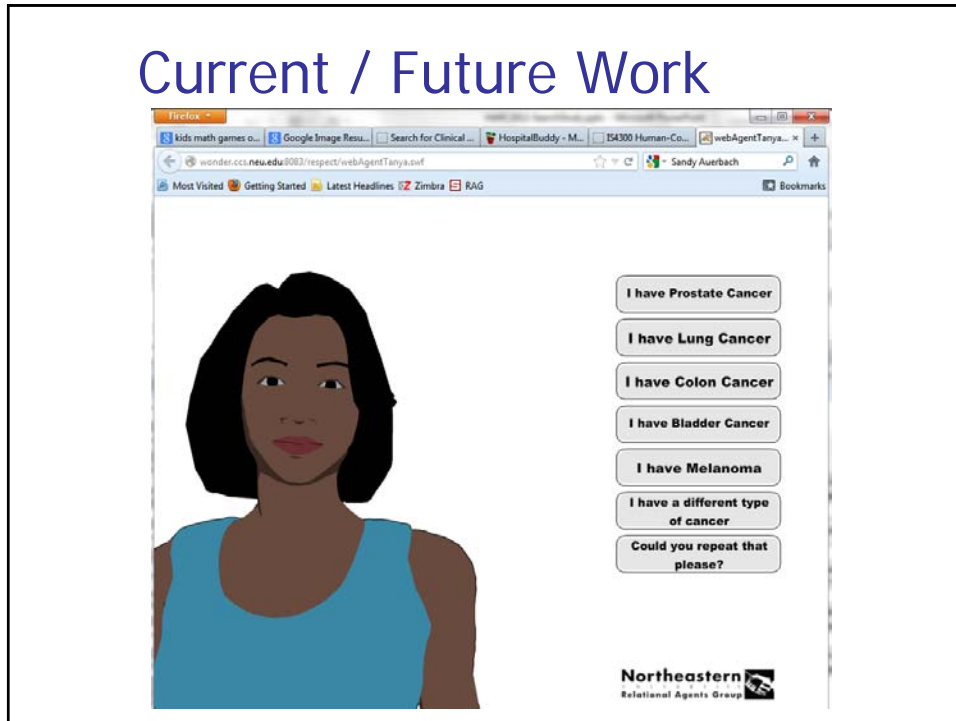 Current / Future Work
Firefox
kids math games o... Google Image Resu... Search for Clinical ... HospitalBuddy - M... IS4300 Human-Co... webAgentTanya...
wonder.ccs.neu.edu:8083/respect/webAgentTanya.swf Sandy Auerbach
Most Visited Getting Started Latest Headlines Zimbra RAG Bookmarks
I have Prostate Cancer
I have Lung Cancer
I have Colon Cancer
I have Bladder Cancer
I have Melanoma
I have a different type
of cancer
Could you repeat that
please?
Northeastern
UNIVERSITY
Relational Agents Group